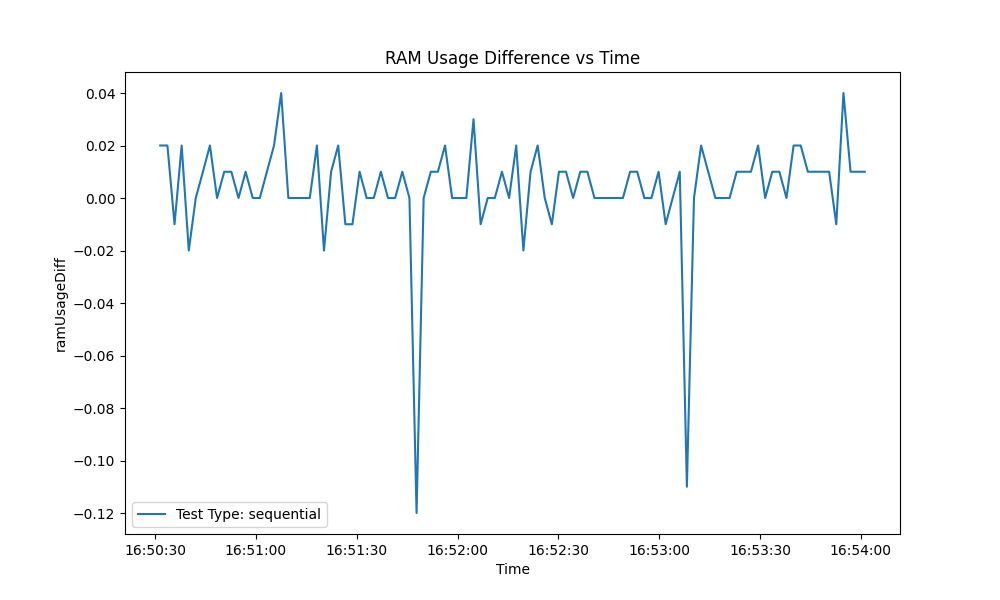 RAM Usage Difference vs Time
ramUsageDiff
0.04
0.02
0.00
−0.02
−0.04
−0.06
−0.08
−0.10
−0.12
Test Type: sequential
16:50:30 16:51:00 16:51:30 16:52:00 16:52:30 16:53:00 16:53:30 16:54:00
Time